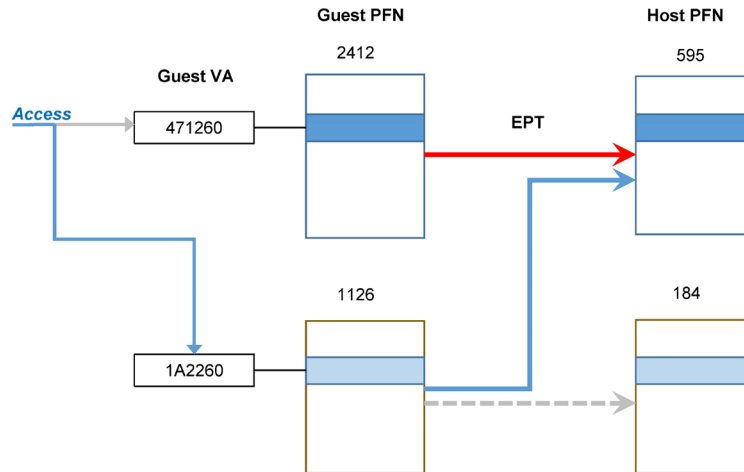 Guest PFN
Host PFN
2412
595
Guest VA
Access
471260
EPT
1126
184
1A2260